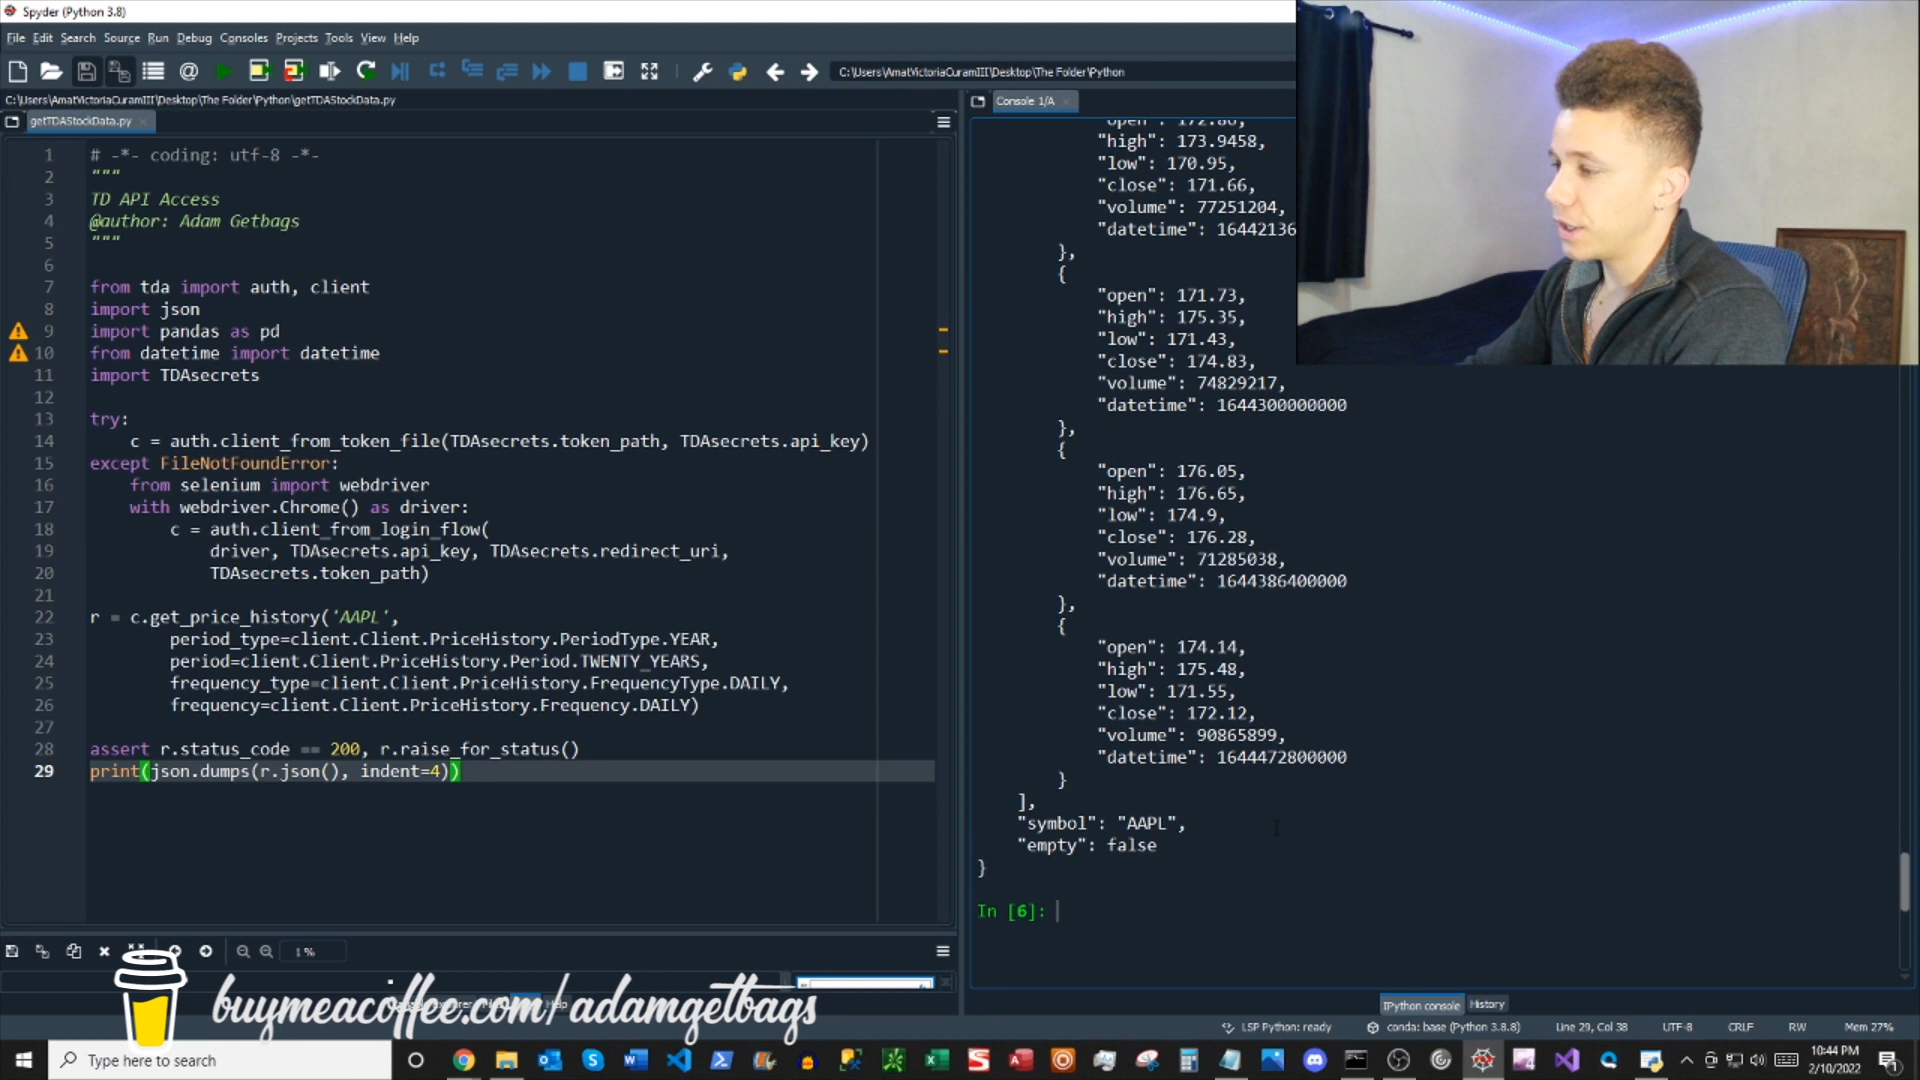 Spyder (Python 3.8)
File Edit Search Source Run Debug Consoles Projects Tools View Help
C:\Users\AmatVictoriaCuramIII\Desktop\The Folder\Python
C:\Users\AmatVictoriaCuramIII\Desktop\The Folder\Python\getTDAStockData.py
getTDAStockData.py
1 # -*- coding: utf-8 -*-
2 """
3 TD API Access
4 @author: Adam Getbags
5 """
6
7 from tda import auth, client
8 import json
9 import pandas as pd
10 from datetime import datetime
11 import TDAsecrets
12
13 try:
14 c = auth.client_from_token_file(TDAsecrets.token_path, TDAsecrets.api_key)
15 except FileNotFoundError:
16 from selenium import webdriver
17 with webdriver.Chrome() as driver:
18 c = auth.client_from_login_flow(
19 driver, TDAsecrets.api_key, TDAsecrets.redirect_uri,
20 TDAsecrets.token_path)
21
22 r = c.get_price_history('AAPL',
23 period_type=client.Client.PriceHistory.PeriodType.YEAR,
24 period=client.Client.PriceHistory.Period.TWENTY_YEARS,
25 frequency_type=client.Client.PriceHistory.FrequencyType.DAILY,
26 frequency=client.Client.PriceHistory.Frequency.DAILY)
27
28 assert r.status_code == 200, r.raise_for_status()
29 print(json.dumps(r.json(), indent=4))
1 %
Console 1/A
"open": 172.86,
"high": 173.9458,
"low": 170.95,
"close": 171.66,
"volume": 77251204,
"datetime": 16442136
},
{
"open": 171.73,
"high": 175.35,
"low": 171.43,
"close": 174.83,
"volume": 74829217,
"datetime": 1644300000000
},
{
"open": 176.05,
"high": 176.65,
"low": 174.9,
"close": 176.28,
"volume": 71285038,
"datetime": 1644386400000
},
{
"open": 174.14,
"high": 175.48,
"low": 171.55,
"close": 172.12,
"volume": 90865899,
"datetime": 1644472800000
}
],
"symbol": "AAPL",
"empty": false
}
In [6]:
buymeacoffee.com/adamgetbags
IPython console History
LSP Python: ready conda: base (Python 3.8.8) Line 29, Col 38 UTF-8 CRLF RW Mem 27%
Type here to search
10:44 PM
2/10/2022